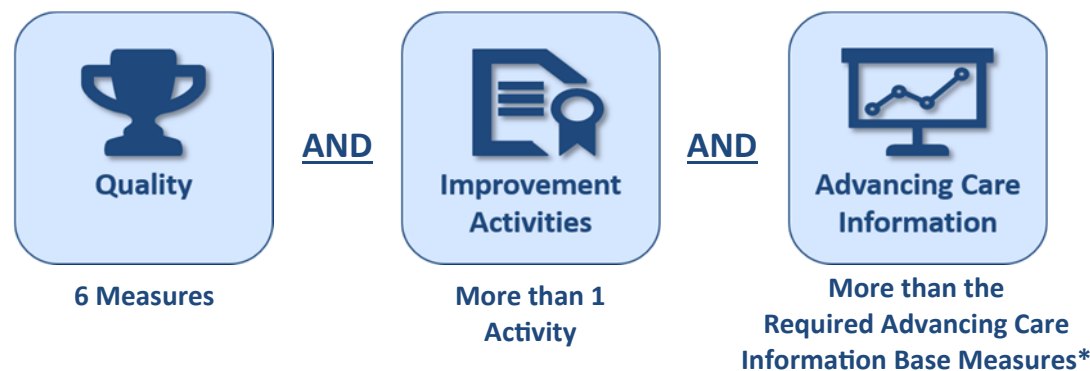 Quality
6 Measures
AND
Improvement
Activities
More than 1
Activity
AND
Advancing Care
Information
More than the
Required Advancing Care
Information Base Measures*